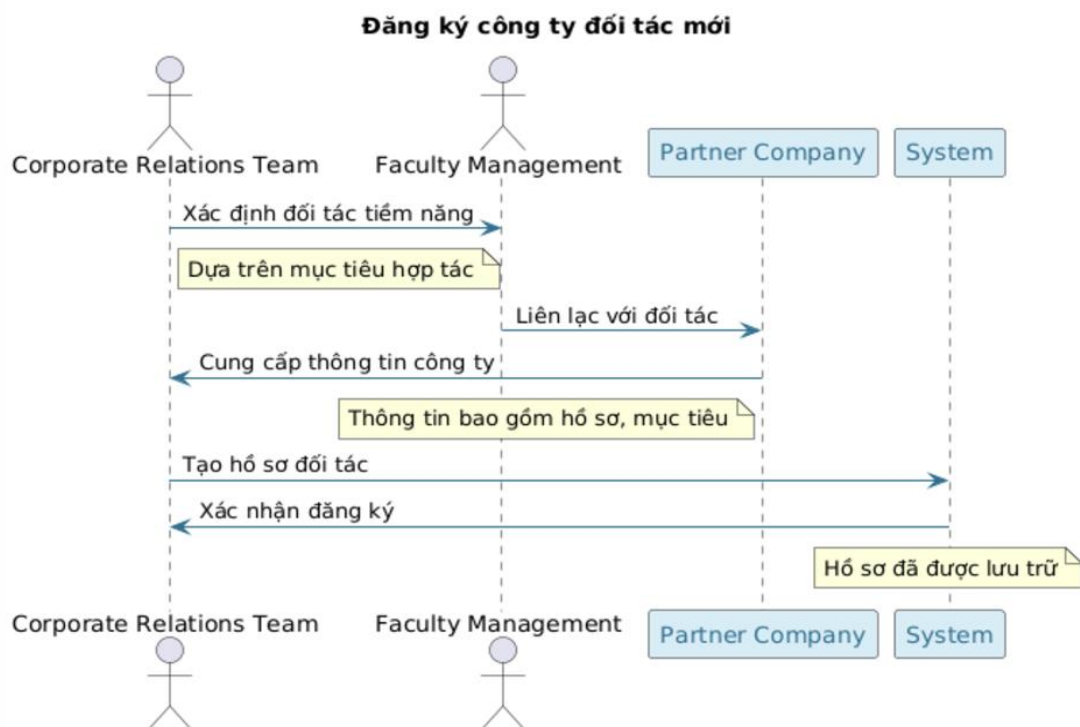 Đăng ký công ty đối tác mới
Corporate Relations Team
Faculty Management
Partner Company
System
Xác định đối tác tiềm năng
Dựa trên mục tiêu hợp tác
Liên lạc với đối tác
Cung cấp thông tin công ty
Thông tin bao gồm hồ sơ, mục tiêu
Tạo hồ sơ đối tác
Xác nhận đăng ký
Hồ sơ đã được lưu trữ
Corporate Relations Team
Faculty Management
Partner Company
System